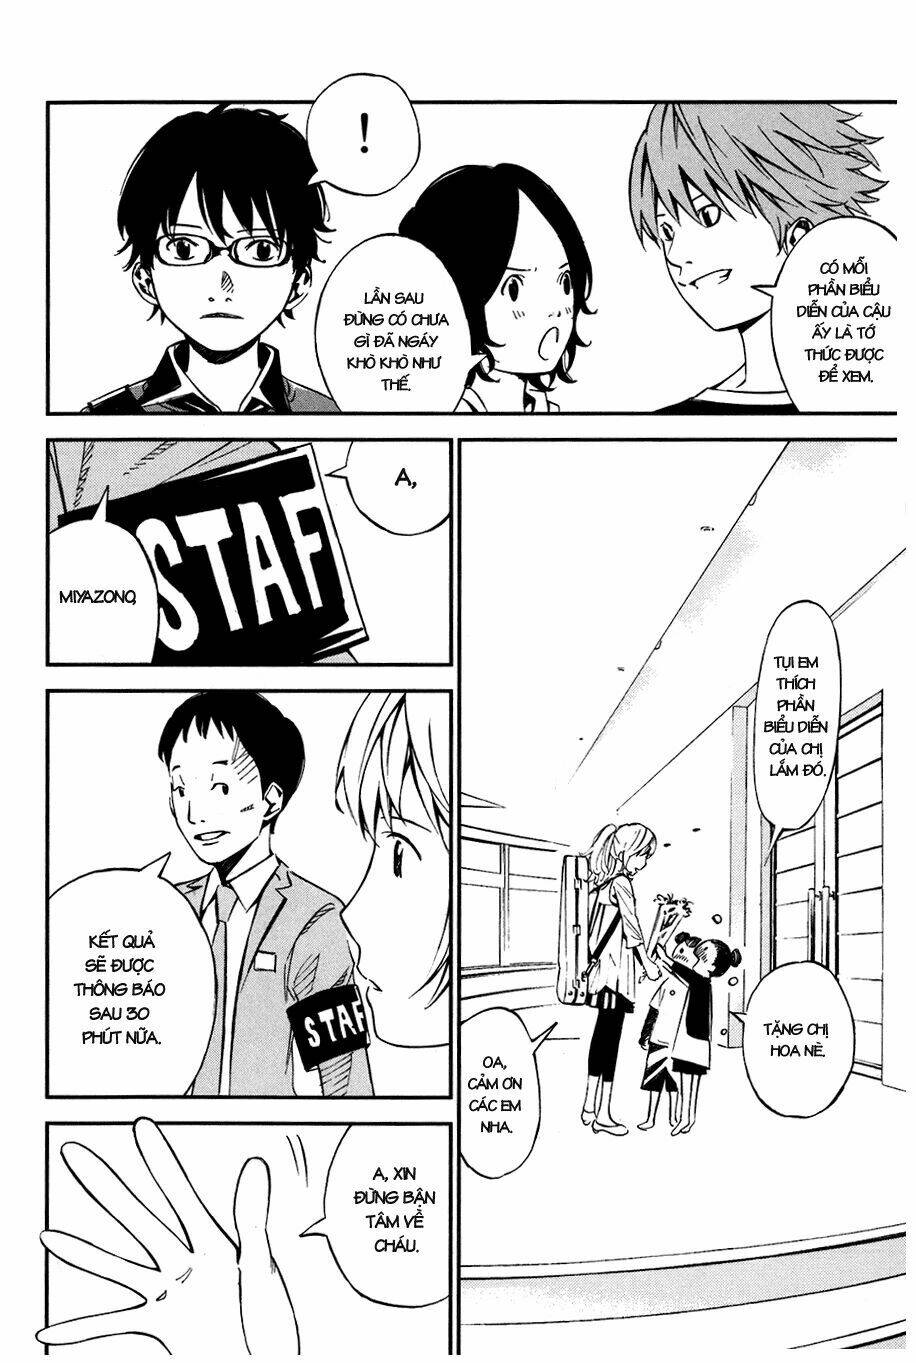 !
CÓ MỖI
PHẦN BIỂU
DIỄN CỦA CẬU
ẤY LÀ TỚ
THỨC ĐƯỢC
ĐỂ XEM.
LẦN SAU
ĐỪNG CÓ CHƯA
GÌ ĐÃ NGÁY
KHÒ KHÒ NHƯ
THẾ.
TỤI EM
THÍCH
PHẦN
BIỂU DIỄN
CỦA CHỊ
LẮM ĐÓ.
TẶNG CHỊ
HOA NÈ.
OA,
CẢM ƠN
CÁC EM
NHA.
A,
STAF
MIYAZONO,
KẾT QUẢ
SẼ ĐƯỢC
THÔNG BÁO
SAU 30
PHÚT NỮA.
STAF
A, XIN
ĐỪNG BẬN
TÂM VỀ
CHÁU.